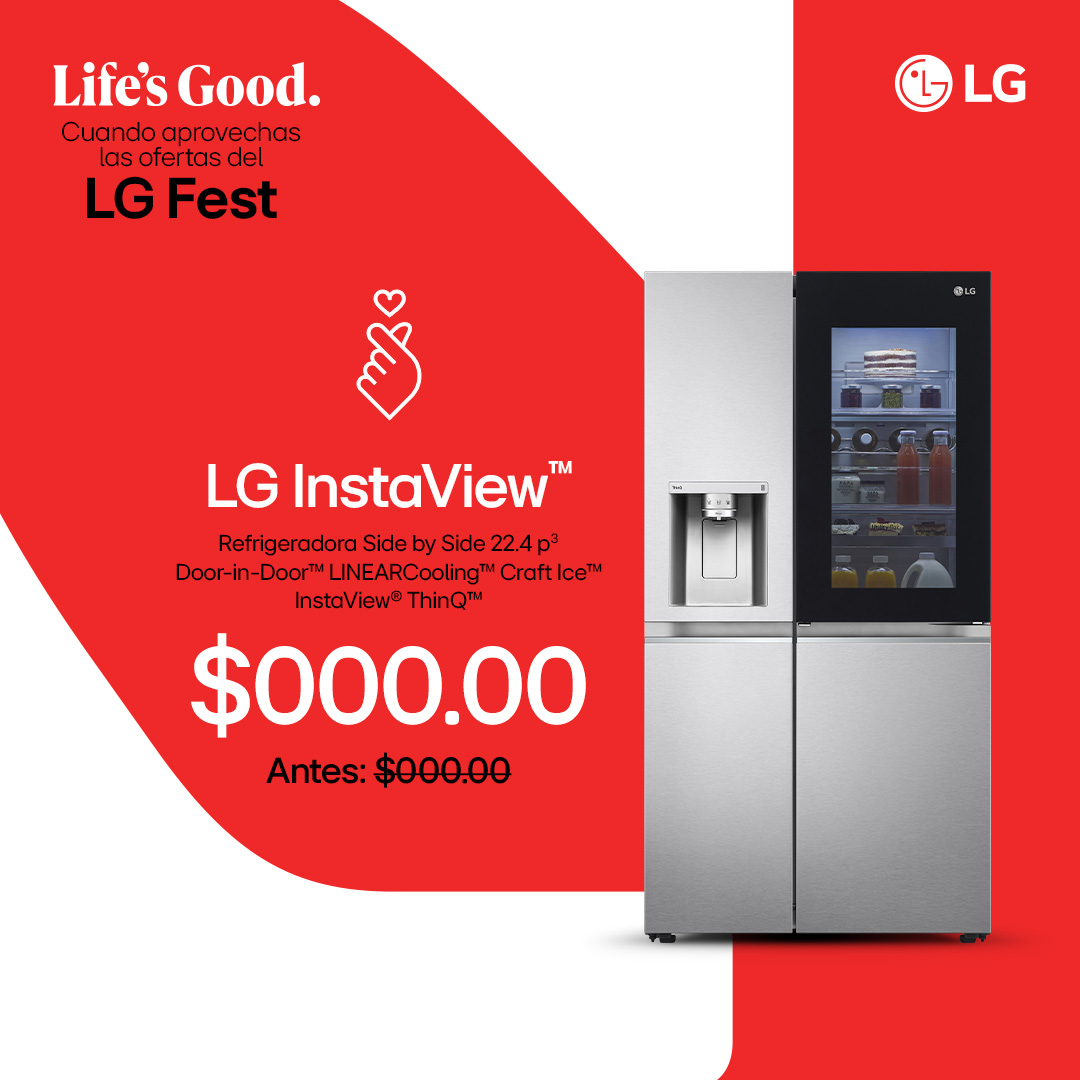 Life's Good.
Cuando aprovechas
las ofertas del
LG Fest
LG
LG
LG InstaView™
Refrigeradora Side by Side 22.4 p³
Door-in-Door™ LINEARCooling™ Craft Ice™
InstaView® ThinQ™
$000.00
Antes: $000.00